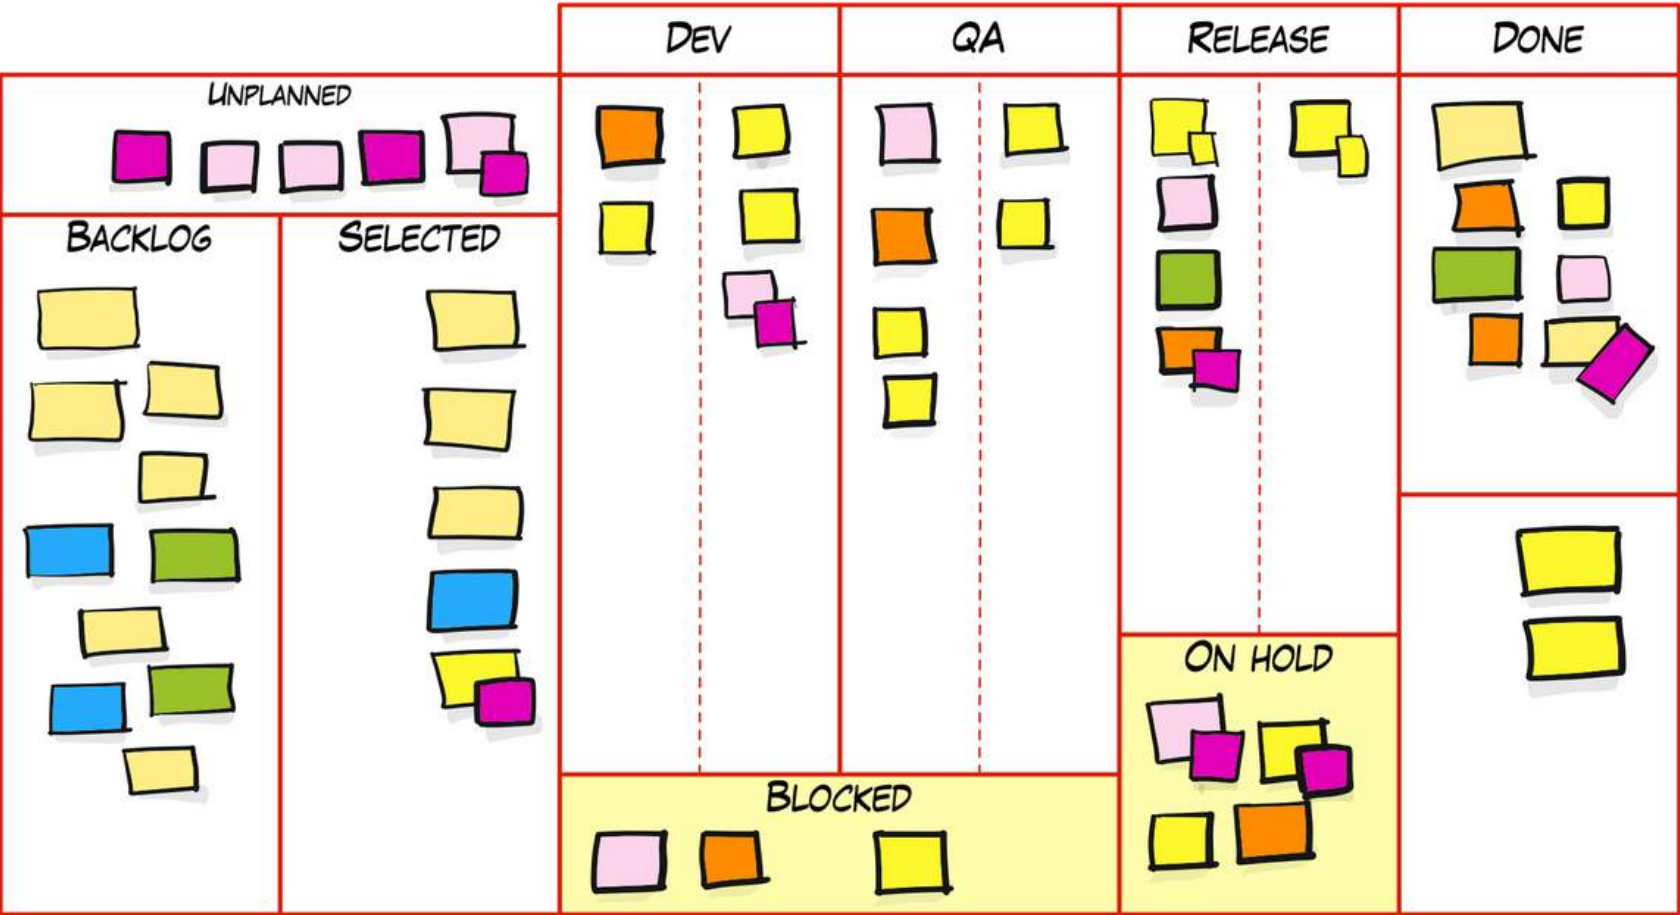 DEV
QA
RELEASE
DONE
UNPLANNED
BACKLOG
SELECTED
ON HOLD
BLOCKED